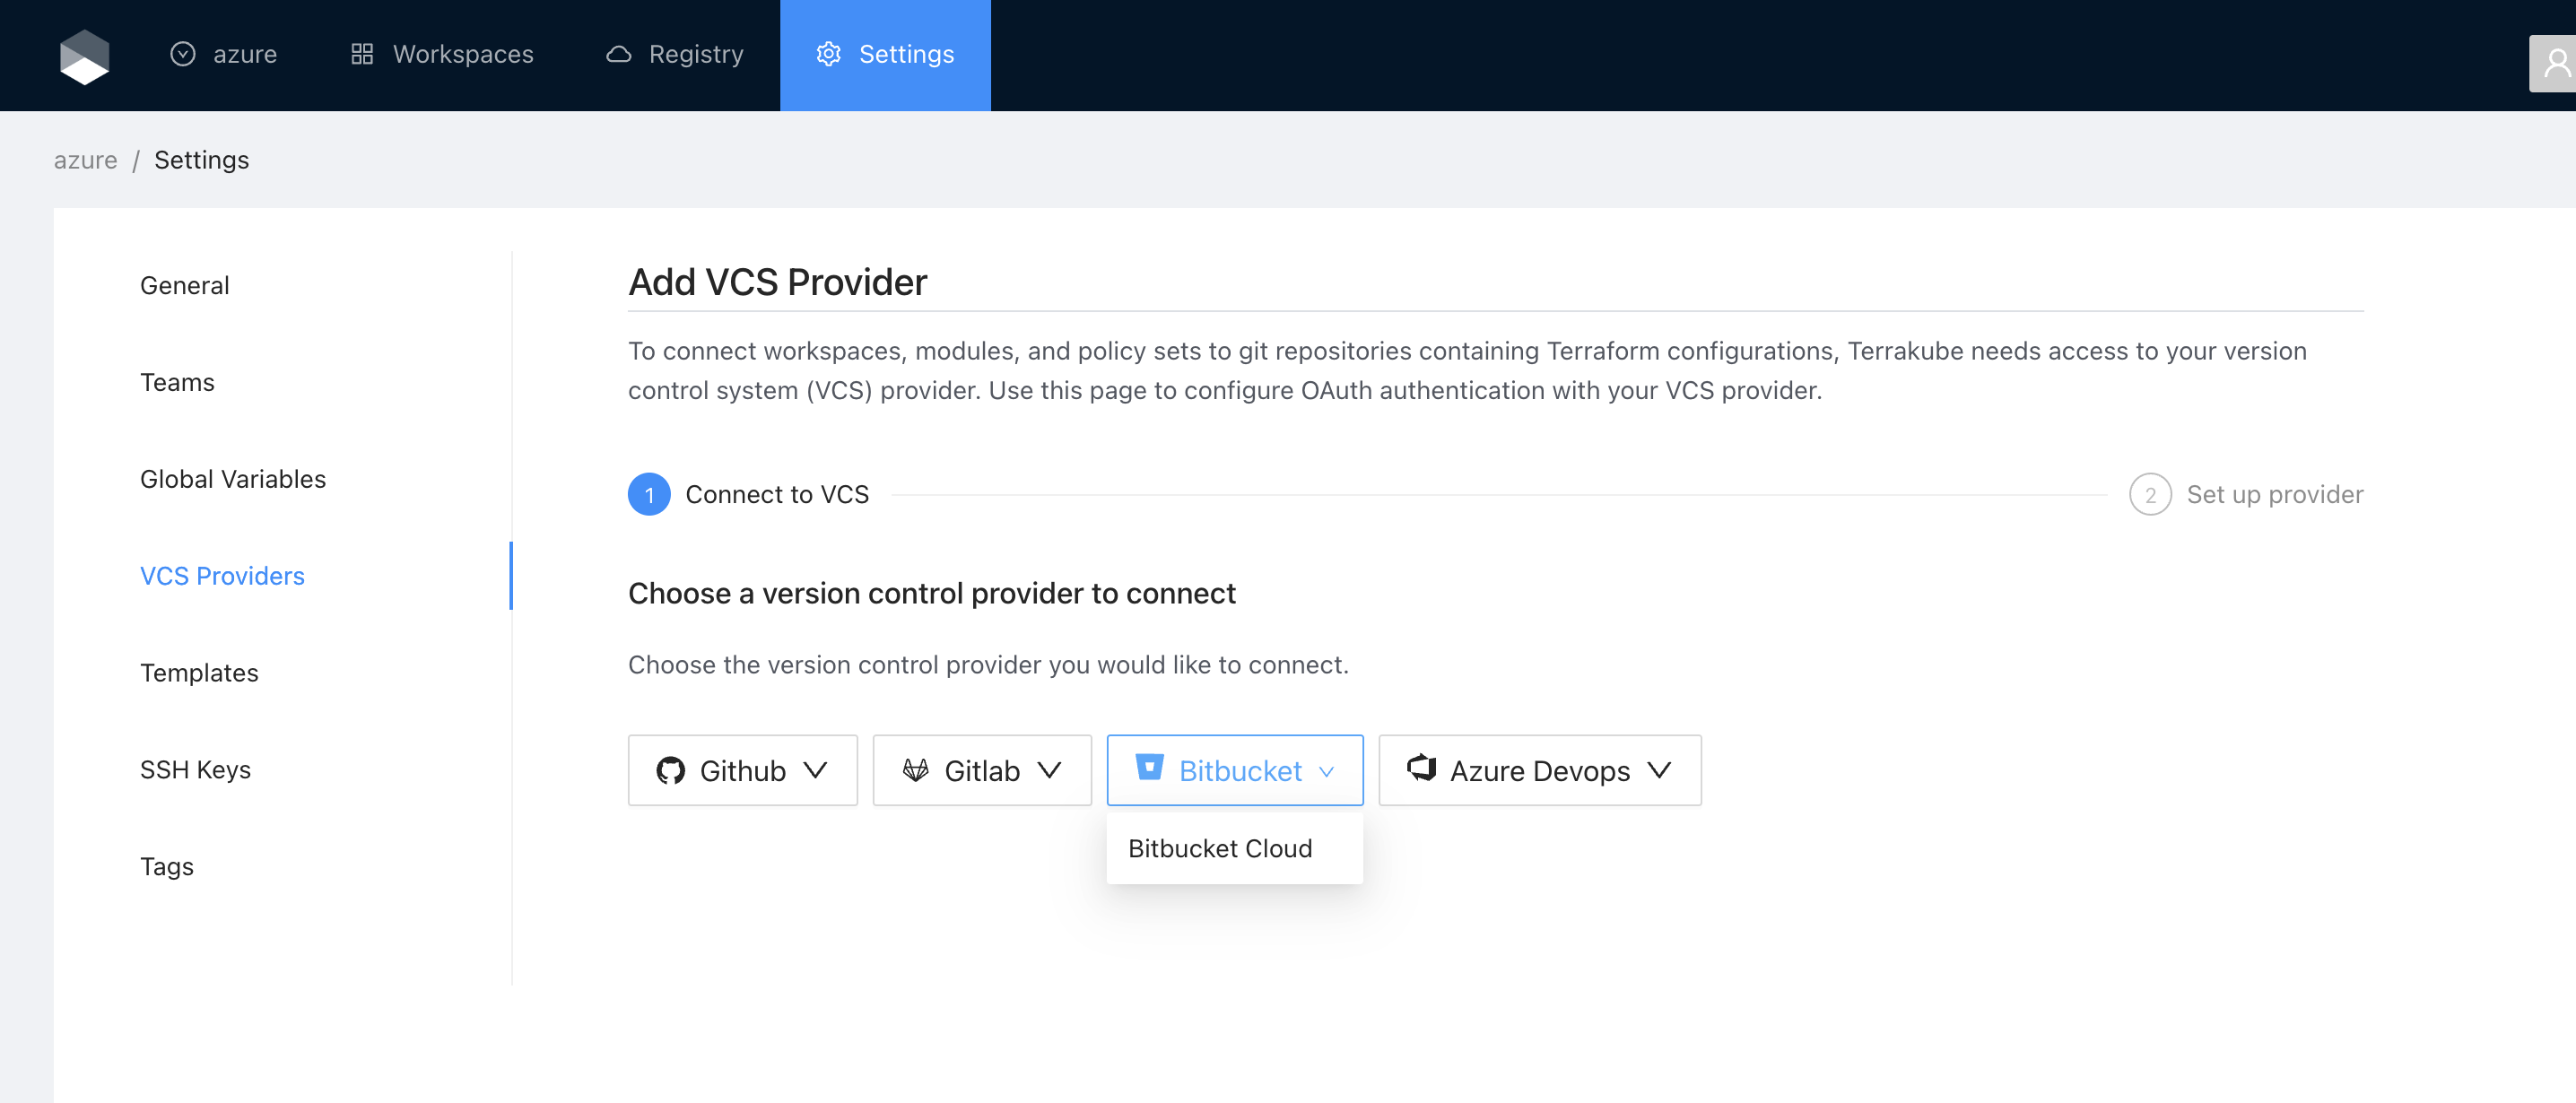 azure
Workspaces
Registry
Settings
azure / Settings
General
Teams
Global Variables
VCS Providers
Templates
SSH Keys
Tags
Add VCS Provider
To connect workspaces, modules, and policy sets to git repositories containing Terraform configurations, Terrakube needs access to your version
control system (VCS) provider. Use this page to configure OAuth authentication with your VCS provider.
1 Connect to VCS
2 Set up provider
Choose a version control provider to connect
Choose the version control provider you would like to connect.
Github
Gitlab
Bitbucket
Azure Devops
Bitbucket Cloud